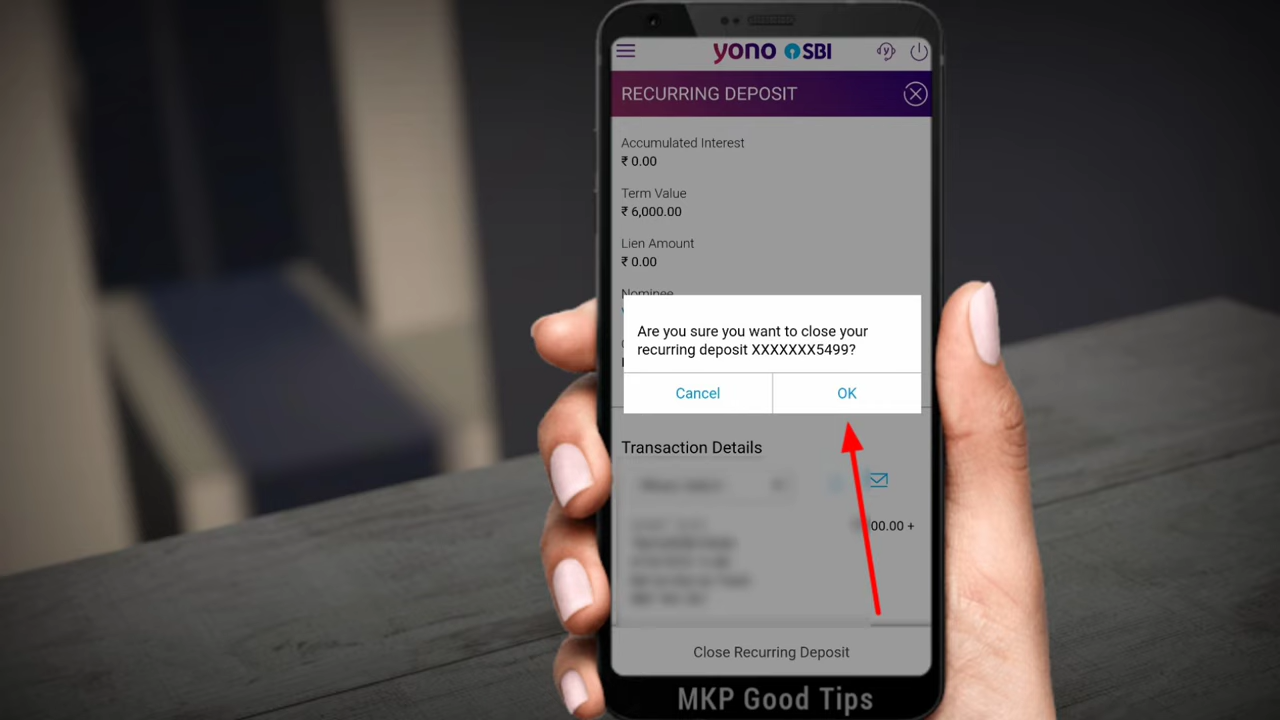 yono SBI
RECURRING DEPOSIT
Accumulated Interest
₹ 0.00
Term Value
₹ 6,000.00
Lien Amount
₹ 0.00
Nominee
Are you sure you want to close your
recurring deposit XXXXXXX5499?
Cancel OK
Transaction Details
00.00 +
Close Recurring Deposit
MKP Good Tips